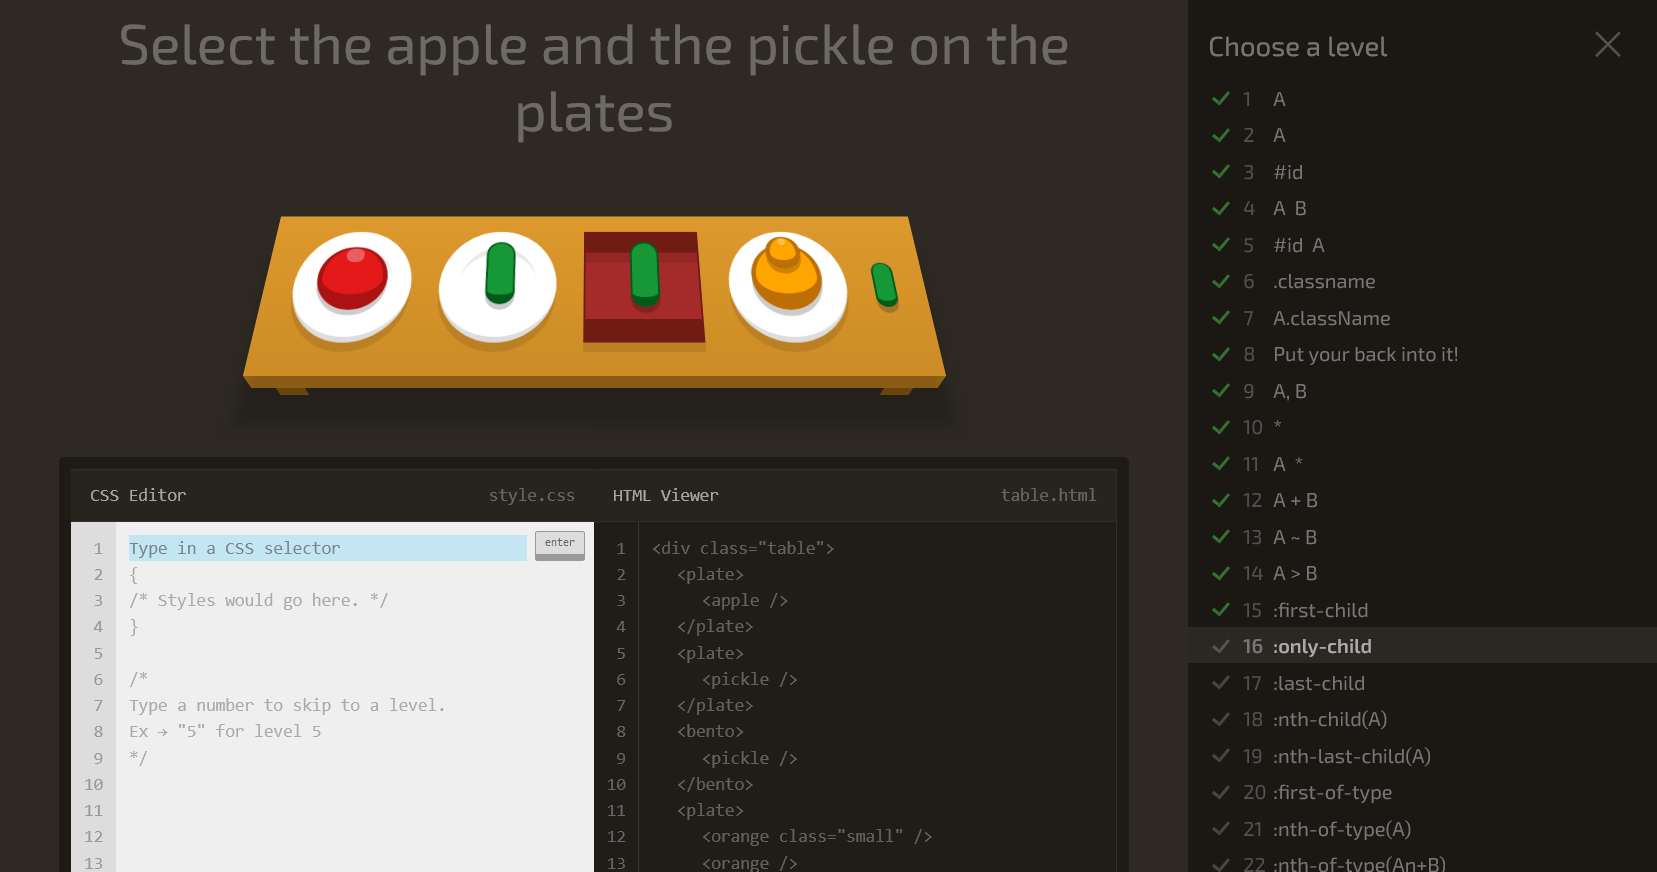 Select the apple and the pickle on the
plates
CSS Editor
style.css
1 Type in a CSS selector
enter
2 {
3 /* Styles would go here. */
4 }
5
6 /*
7 Type a number to skip to a level.
8 Ex → "5" for level 5
9 */
10
11
12
13
HTML Viewer
table.html
1 <div class="table">
2 <plate>
3 <apple />
4 </plate>
5 <plate>
6 <pickle />
7 </plate>
8 <bento>
9 <pickle />
10 </bento>
11 <plate>
12 <orange class="small" />
13 <orange />
Choose a level
1 A
2 A
3 #id
4 A B
5 #id A
6 .classname
7 A.className
8 Put your back into it!
9 A, B
10 *
11 A *
12 A + B
13 A ~ B
14 A > B
15 :first-child
16 :only-child
17 :last-child
18 :nth-child(A)
19 :nth-last-child(A)
20 :first-of-type
21 :nth-of-type(A)
22 :nth-of-type(An+B)